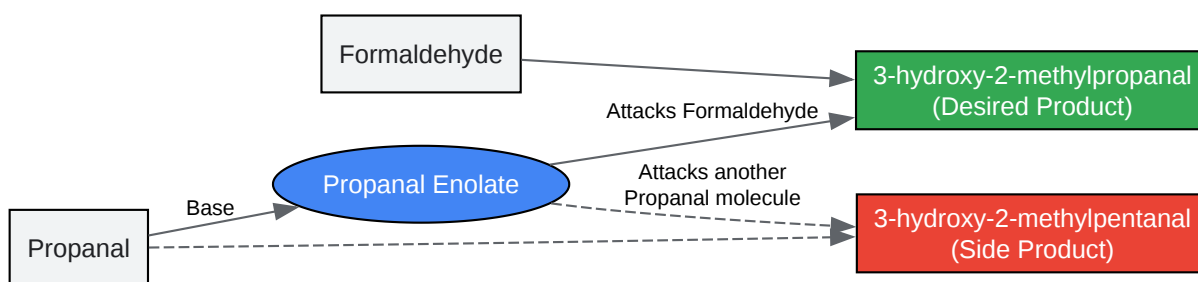 Formaldehyde
3-hydroxy-2-methylpropanal
(Desired Product)
Attacks Formaldehyde
Propanal Enolate
Attacks another
Propanal molecule
Base
3-hydroxy-2-methylpentanal
(Side Product)
Propanal